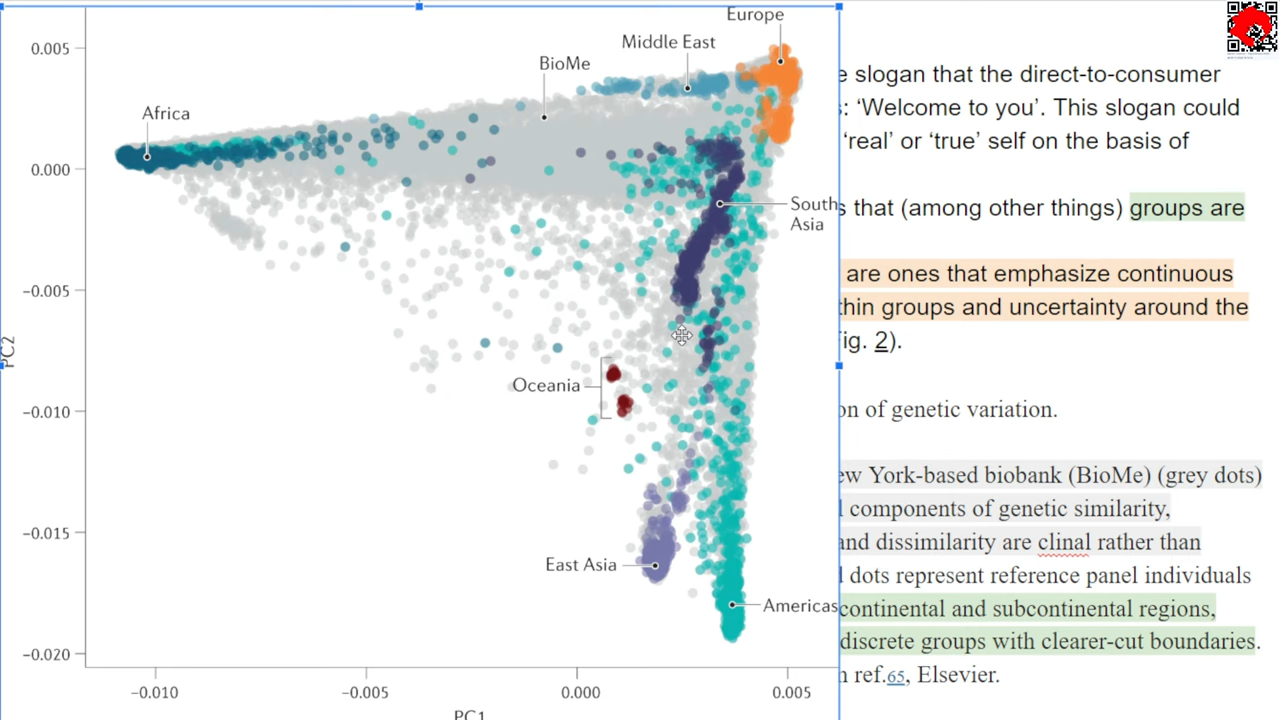 Europe
Middle East
BioMe
Africa
South
Asia
Oceania
East Asia
Americas
0.005
0.000
−0.005
−0.010
−0.015
−0.020
PC2
−0.010
−0.005
0.000
0.005
PC1
e slogan that the direct-to-consumer
s: ‘Welcome to you’. This slogan could
‘real’ or ‘true’ self on the basis of
s that (among other things) groups are
are ones that emphasize continuous
thin groups and uncertainty around the
ig. 2).
on of genetic variation.
ew York-based biobank (BioMe) (grey dots)
l components of genetic similarity,
and dissimilarity are clinal rather than
d dots represent reference panel individuals
continental and subcontinental regions,
discrete groups with clearer-cut boundaries.
n ref.65, Elsevier.